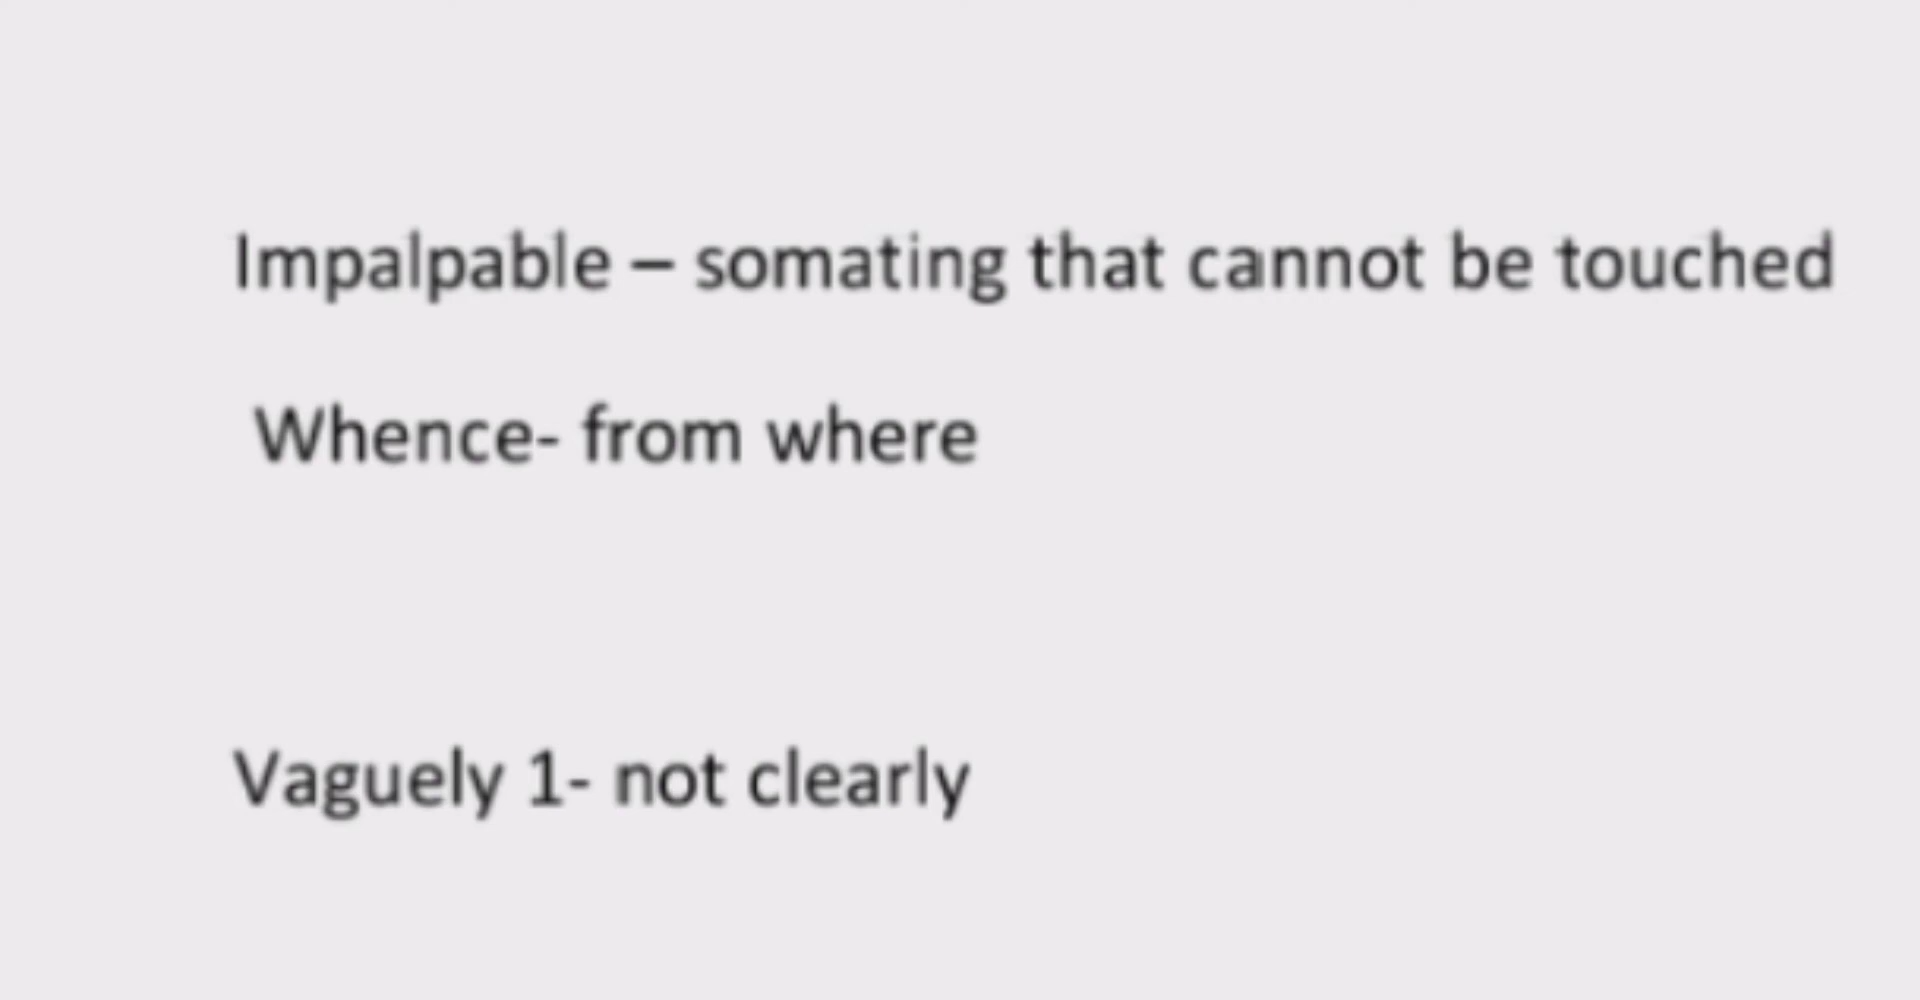 Impalpable – somating that cannot be touched
Whence- from where
Vaguely 1- not clearly